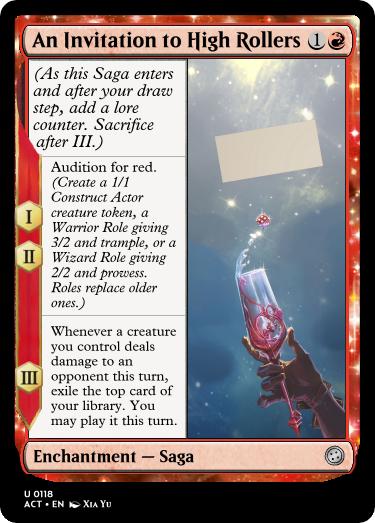 An Invitation to High Rollers 1
(As this Saga enters
and after your draw
step, add a lore
counter. Sacrifice
after III.)
I
II
Audition for red.
(Create a 1/1
Construct Actor
creature token, a
Warrior Role giving
3/2 and trample, or a
Wizard Role giving
2/2 and prowess.
Roles replace older
ones.)
III
Whenever a creature
you control deals
damage to an
opponent this turn,
exile the top card of
your library. You
may play it this turn.
Enchantment — Saga
U 0118
ACT • EN Xia Yu